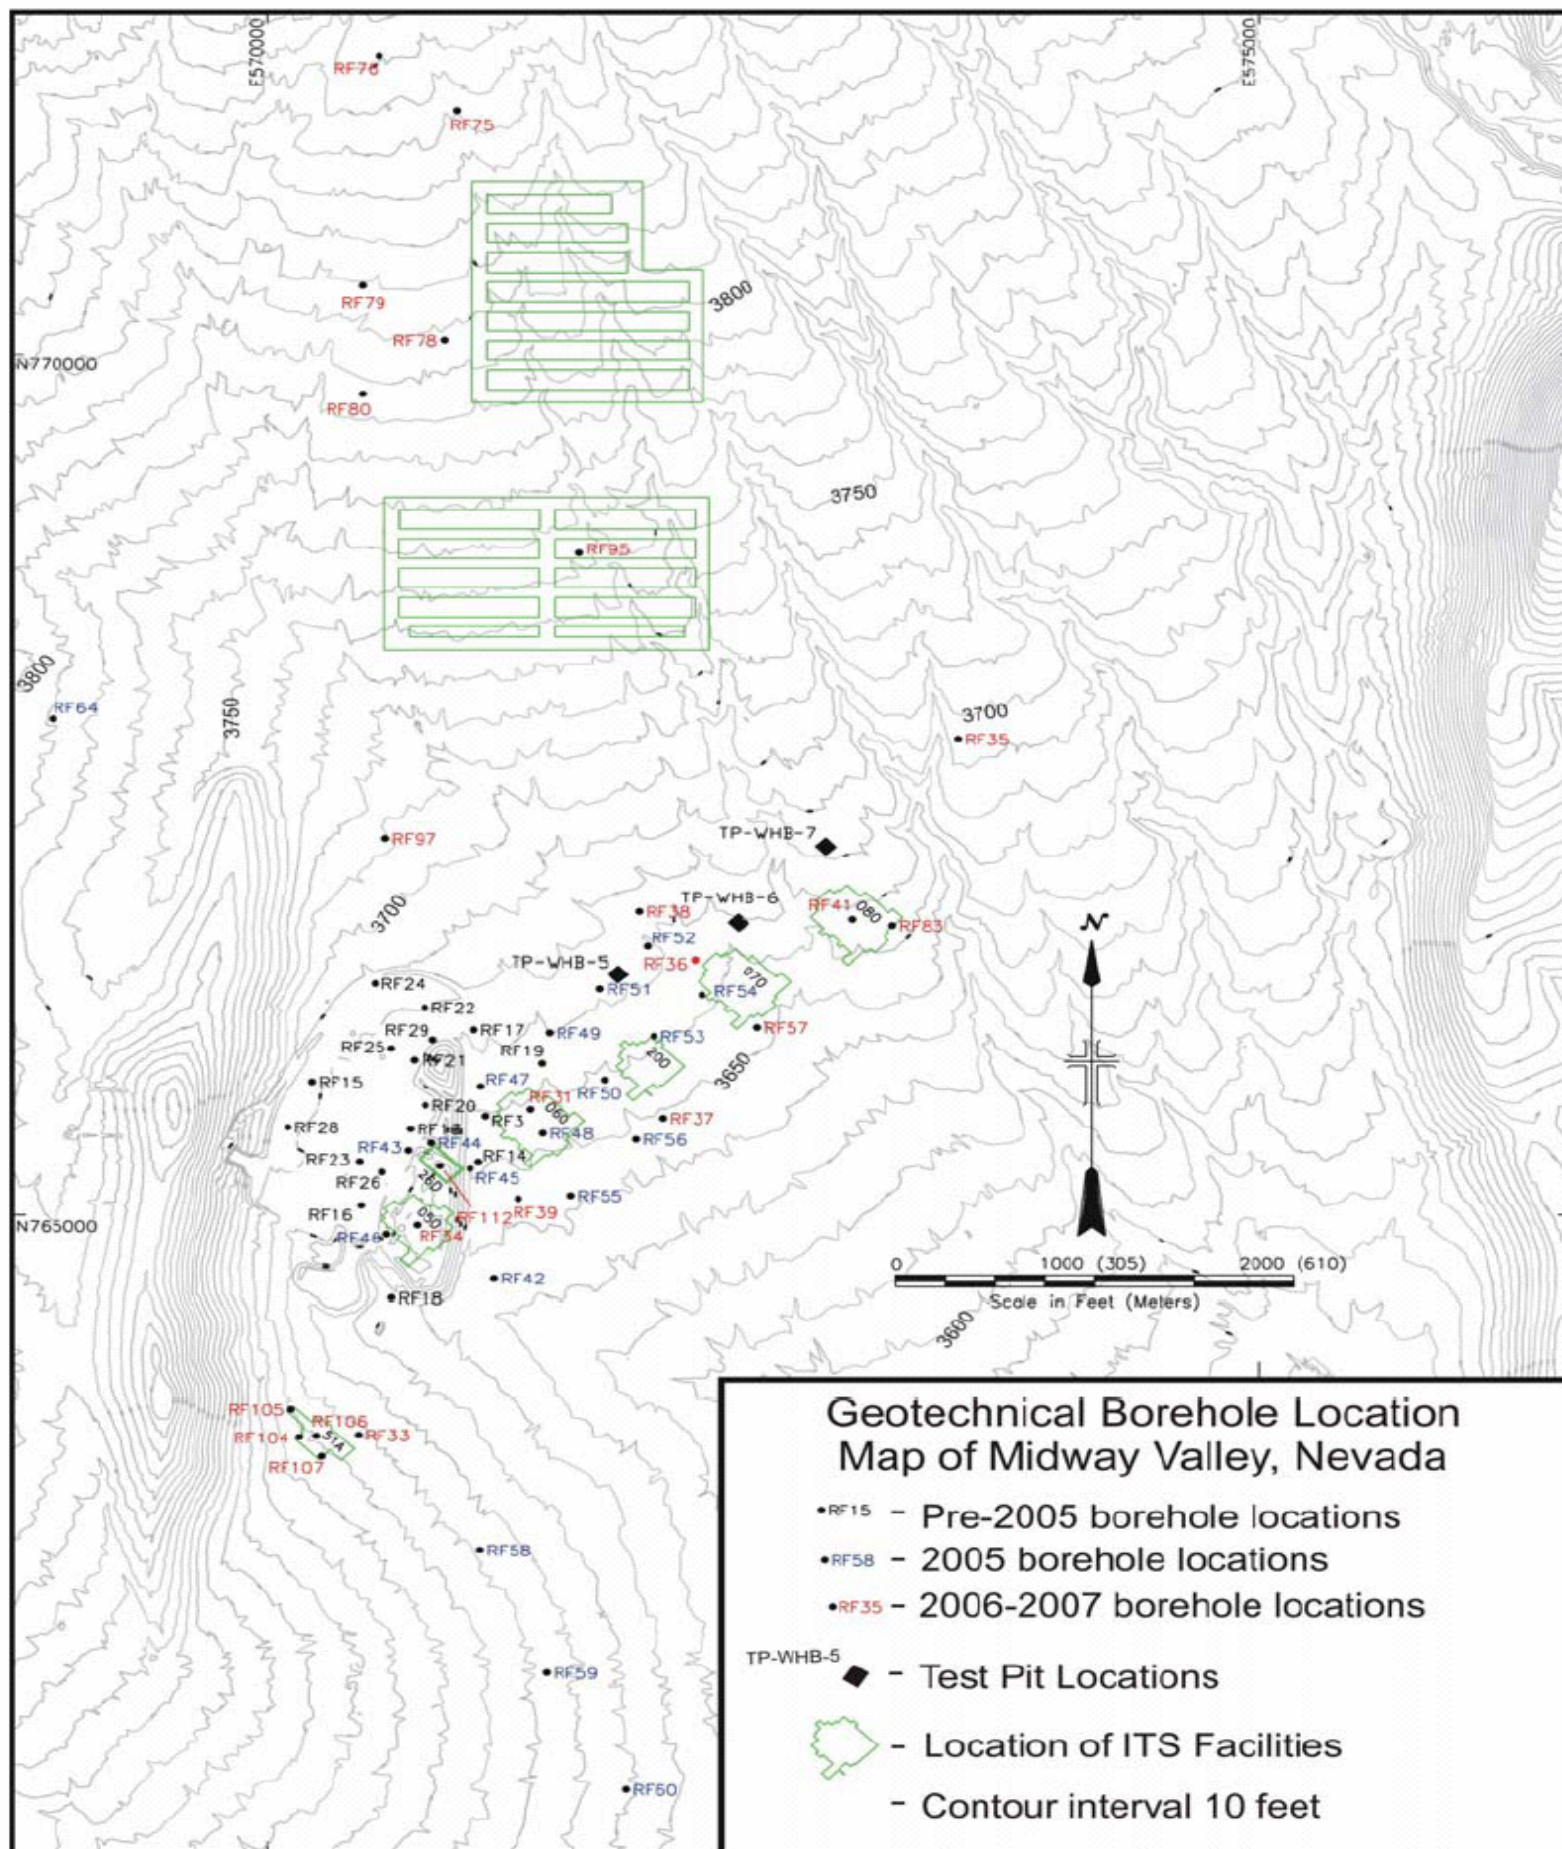 E570000
E575000
RF76
RF75
3800
RF79
RF78
N770000
RF80
3750
RF95
3800
RF64
3750
3700
RF35
RF97
TP-WHB-7
3700
TP-WHB-6
RF38
RF41
080
RF83
RF52
TP-WHB-5
RF36
070
RF24
RF51
RF54
RF22
RF29
RF17
RF49
RF57
RF53
RF25
RF21
RF19
200
3650
RF15
RF47
RF50
RF20
RF31
060
RF3
RF37
RF28
RF13
RF48
RF43
RF44
RF56
RF23
RF14
RF26
260
RF45
RF55
RF16
050
RF112
RF39
N765000
RF46
RF34
RF42
RF18
N
0 1000 (305) 2000 (610)
Scale in Feet (Meters)
3600
RF105
RF106
RF104
51A
RF33
RF107
RF58
RF59
RF60
Geotechnical Borehole Location
Map of Midway Valley, Nevada
RF15 - Pre-2005 borehole locations
RF58 - 2005 borehole locations
RF35 - 2006-2007 borehole locations
TP-WHB-5 - Test Pit Locations
- Location of ITS Facilities
- Contour interval 10 feet